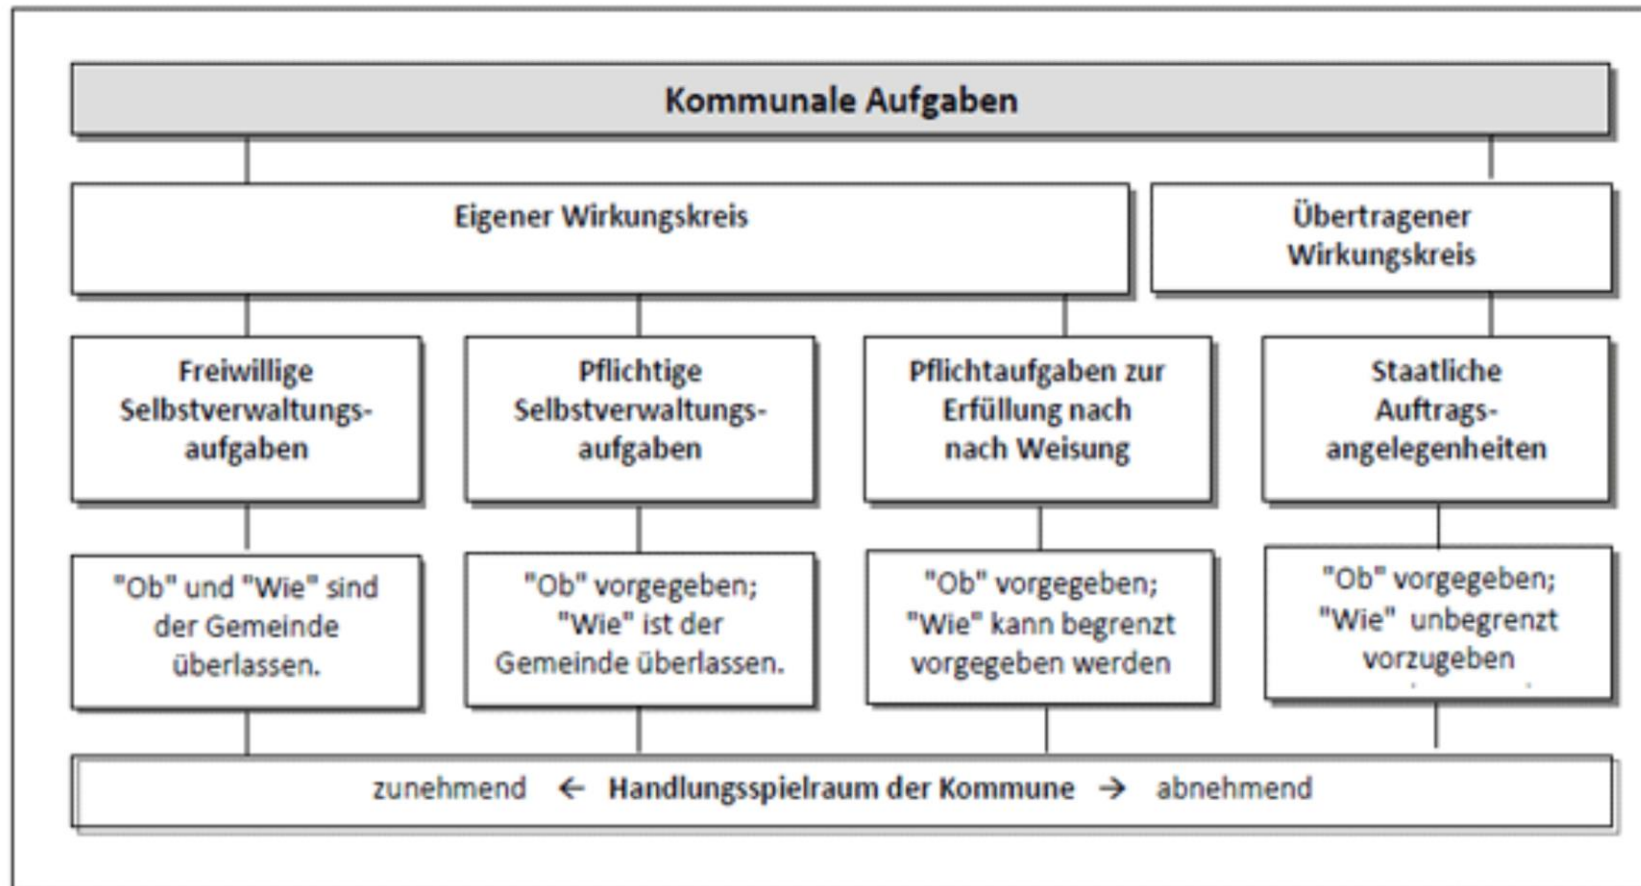 Kommunale Aufgaben
Eigener Wirkungskreis
Übertragener
Wirkungskreis
Freiwillige
Selbstverwaltungs-
aufgaben
Pflichtige
Selbstverwaltungs-
aufgaben
Pflichtaufgaben zur
Erfüllung nach
nach Weisung
Staatliche
Auftrags-
angelegenheiten
"Ob" und "Wie" sind
der Gemeinde
überlassen.
"Ob" vorgegeben;
"Wie" ist der
Gemeinde überlassen.
"Ob" vorgegeben;
"Wie" kann begrenzt
vorgegeben werden
"Ob" vorgegeben;
"Wie" unbegrenzt
vorzugeben
zunehmend ← Handlungsspielraum der Kommune → abnehmend